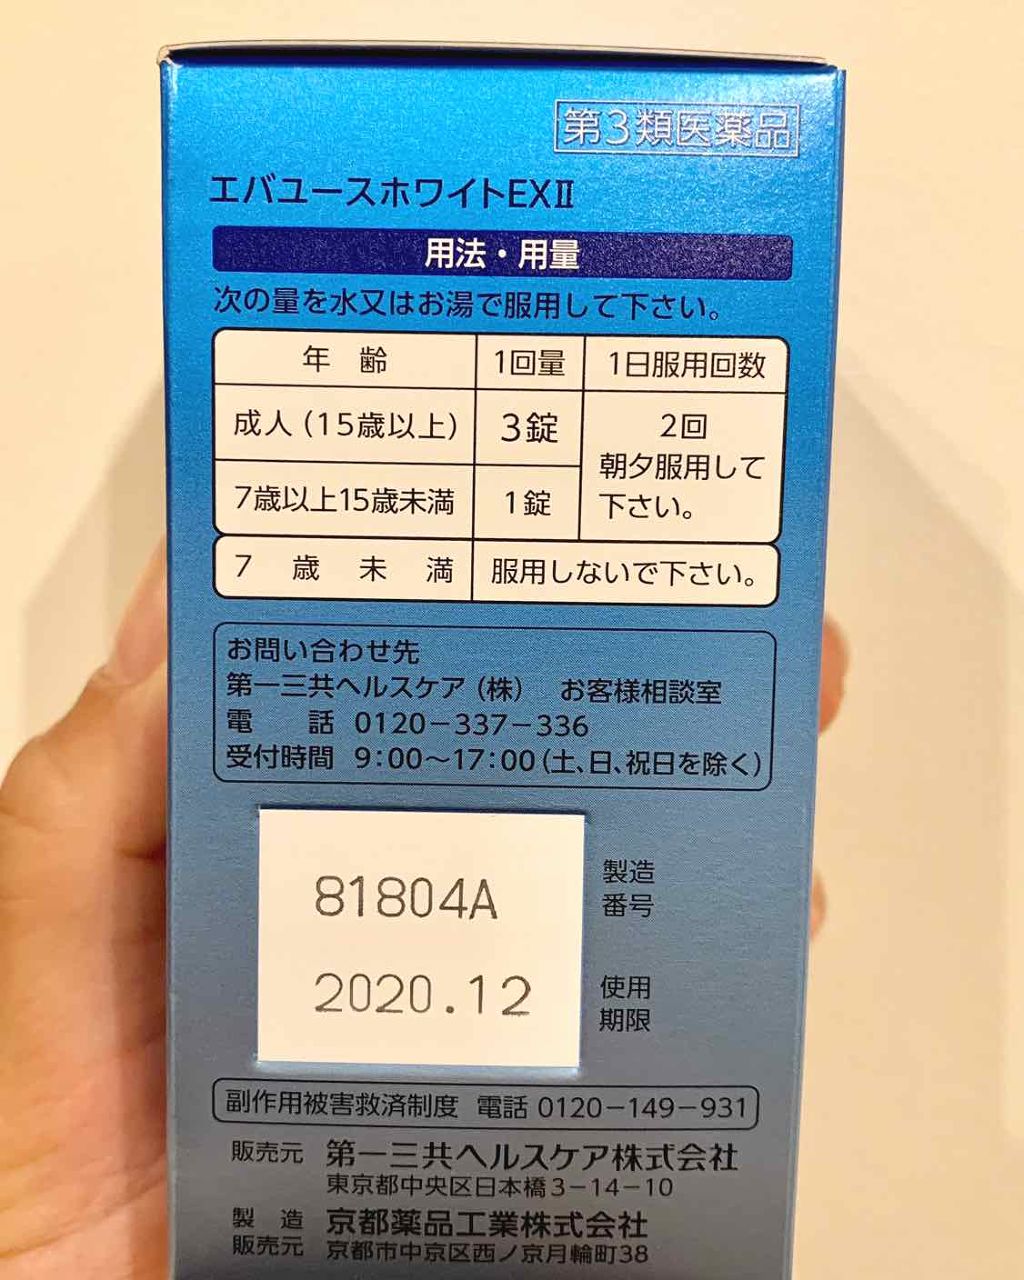 第3類医薬品
エバユースホワイトEXⅡ
用法・用量
次の量を水又はお湯で服用して下さい。
年 齢 1回量 1日服用回数
成人(15歳以上) 3錠 2回
朝夕服用して
7歳以上15歳未満 1錠 下さい。
7 歳 未 満 服用しないで下さい。
お問い合わせ先
第一三共ヘルスケア(株) お客様相談室
電 話 0120-337-336
受付時間 9:00〜17:00(土、日、祝日を除く)
81804A 製造
番号
2020.12 使用
期限
副作用被害救済制度 電話 0120-149-931
販売元 第一三共ヘルスケア株式会社
東京都中央区日本橋3-14-10
製 造 京都薬品工業株式会社
販売元 京都市中京区西ノ京月輪町38